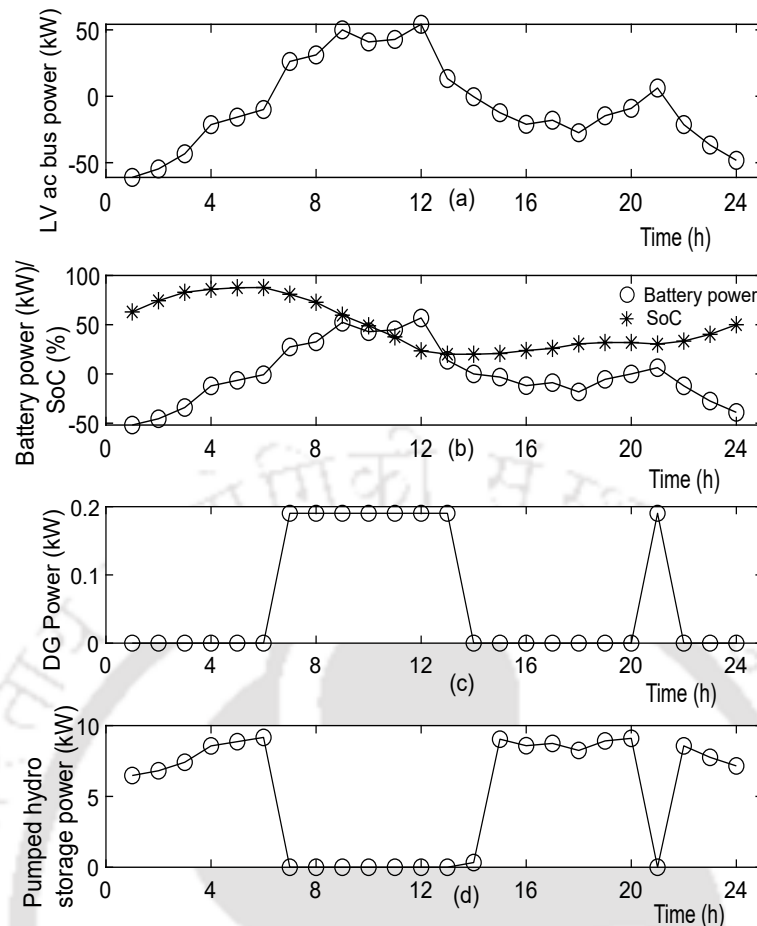 LV ac bus power (kW)
50
0
-50
0 4 8 12 16 20 24
(a)
Time (h)
Battery power (kW)/
SoC (%)
100
50
0
-50
Battery power
SoC
0 4 8 12 16 20 24
(b)
Time (h)
DG Power (kW)
0.2
0.1
0
0 4 8 12 16 20 24
(c)
Time (h)
Pumped hydro
storage power (kW)
10
5
0
0 4 8 12 16 20 24
(d)
Time (h)